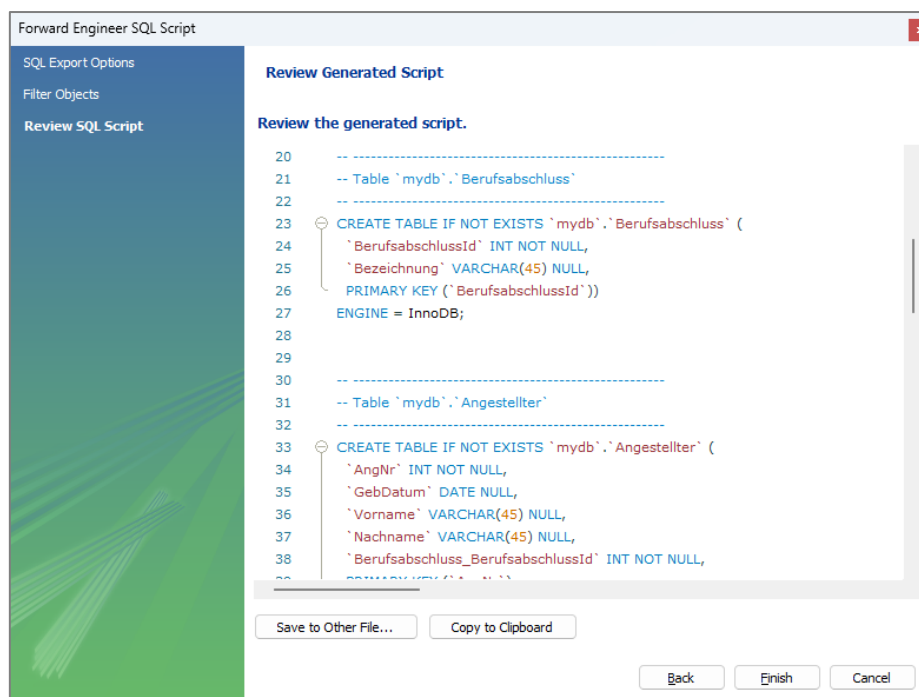 Forward Engineer SQL Script
SQL Export Options
Filter Objects
Review SQL Script
Review Generated Script
Review the generated script.
20 -- -----------------------------------------------------
21 -- Table `mydb`.`Berufsabschluss`
22 -- -----------------------------------------------------
23 CREATE TABLE IF NOT EXISTS `mydb`.`Berufsabschluss` (
24 `BerufsabschlussId` INT NOT NULL,
25 `Bezeichnung` VARCHAR(45) NULL,
26 PRIMARY KEY (`BerufsabschlussId`))
27 ENGINE = InnoDB;
28
29
30 -- -----------------------------------------------------
31 -- Table `mydb`.`Angestellter`
32 -- -----------------------------------------------------
33 CREATE TABLE IF NOT EXISTS `mydb`.`Angestellter` (
34 `AngNr` INT NOT NULL,
35 `GebDatum` DATE NULL,
36 `Vorname` VARCHAR(45) NULL,
37 `Nachname` VARCHAR(45) NULL,
38 `Berufsabschluss_BerufsabschlussId` INT NOT NULL,
Save to Other File...
Copy to Clipboard
Back
Finish
Cancel